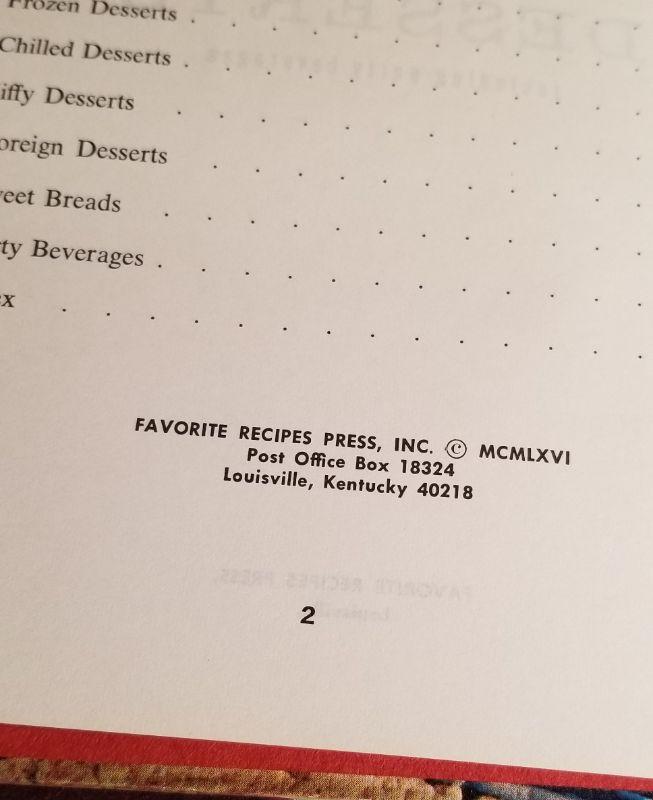 Frozen Desserts . . . . . . . . . . . .
Chilled Desserts . . . . . . . . . . . .
iffy Desserts . . . . . . . . . . . .
oreign Desserts . . . . . . . . . . .
eet Breads . . . . . . . . . . . .
ty Beverages . . . . . . . . . . . .
x . . . . . . . . . . . . . .
FAVORITE RECIPES PRESS, INC. © MCMLXVI
Post Office Box 18324
Louisville, Kentucky 40218
2